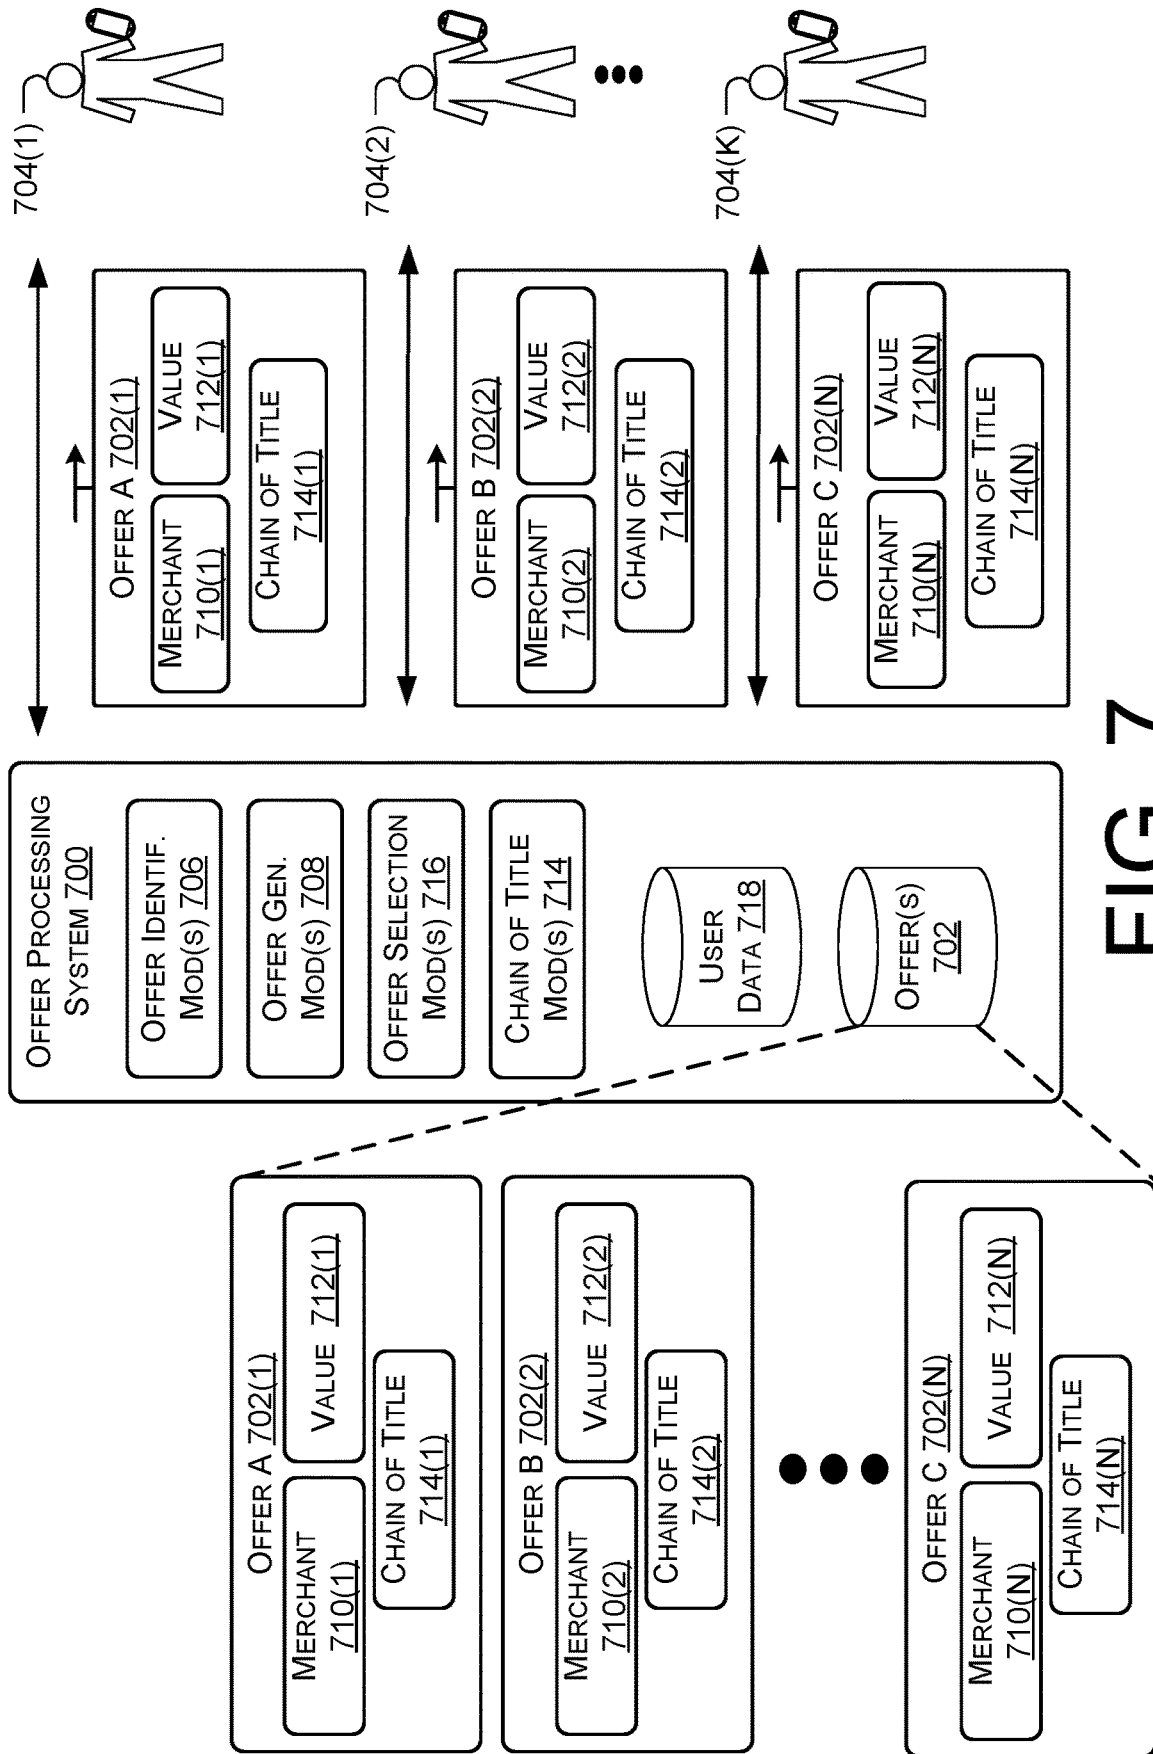 OFFER A 702(1)
MERCHANT
710(1)
VALUE 712(1)
CHAIN OF TITLE
714(1)
OFFER B 702(2)
MERCHANT
710(2)
VALUE 712(2)
CHAIN OF TITLE
714(2)
OFFER C 702(N)
MERCHANT
710(N)
VALUE 712(N)
CHAIN OF TITLE
714(N)
OFFER PROCESSING
SYSTEM 700
OFFER IDENTIF.
MOD(S) 706
OFFER GEN.
MOD(S) 708
OFFER SELECTION
MOD(S) 716
CHAIN OF TITLE
MOD(S) 714
USER
DATA 718
OFFER(S)
702
OFFER A 702(1)
MERCHANT
710(1)
VALUE
712(1)
CHAIN OF TITLE
714(1)
OFFER B 702(2)
MERCHANT
710(2)
VALUE
712(2)
CHAIN OF TITLE
714(2)
OFFER C 702(N)
MERCHANT
710(N)
VALUE
712(N)
CHAIN OF TITLE
714(N)
704(1)
704(2)
704(K)
FIG. 7